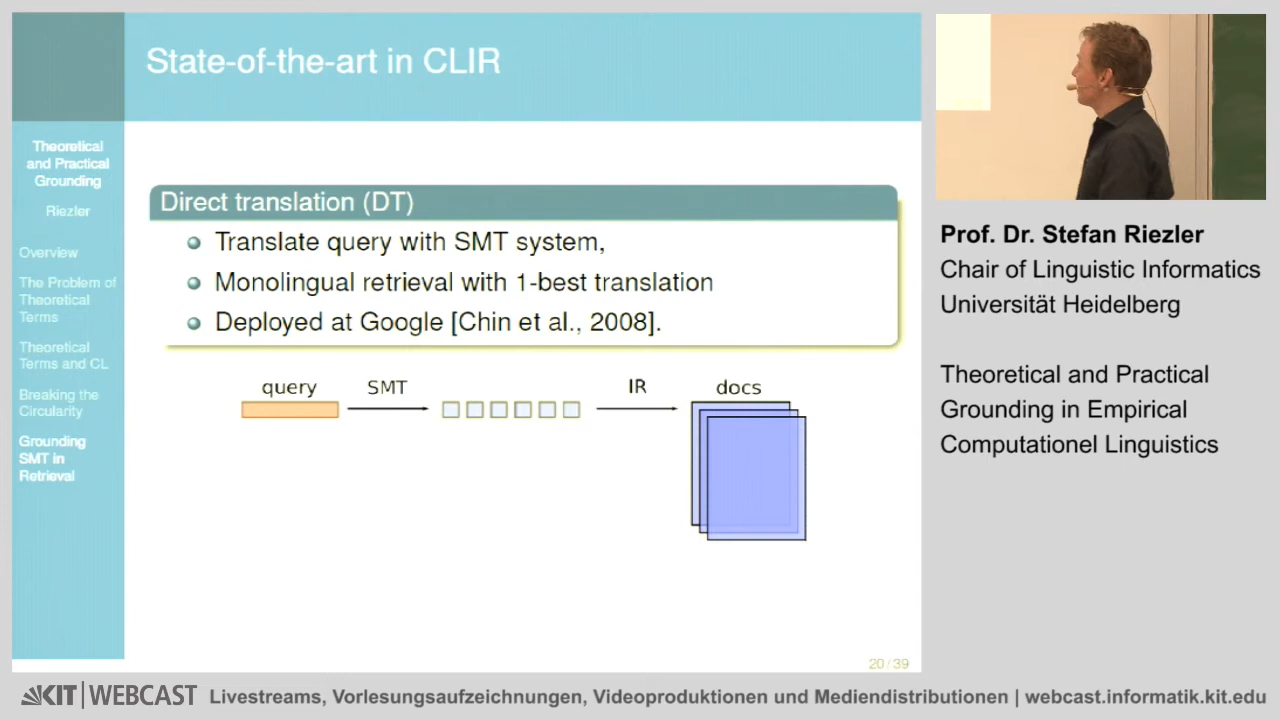 State-of-the-art in CLIR
Theoretical
and Practical
Grounding
Riezler
Overview
The Problem of
Theoretical
Terms
Theoretical
Terms and CL
Breaking the
Circularity
Grounding
SMT in
Retrieval
Direct translation (DT)
Translate query with SMT system,
Monolingual retrieval with 1-best translation
Deployed at Google [Chin et al., 2008].
query SMT IR docs
20 / 39
Prof. Dr. Stefan Riezler
Chair of Linguistic Informatics
Universität Heidelberg
Theoretical and Practical
Grounding in Empirical
Computationel Linguistics
KIT WEBCAST Livestreams, Vorlesungsaufzeichnungen, Videoproduktionen und Mediendistributionen | webcast.informatik.kit.edu